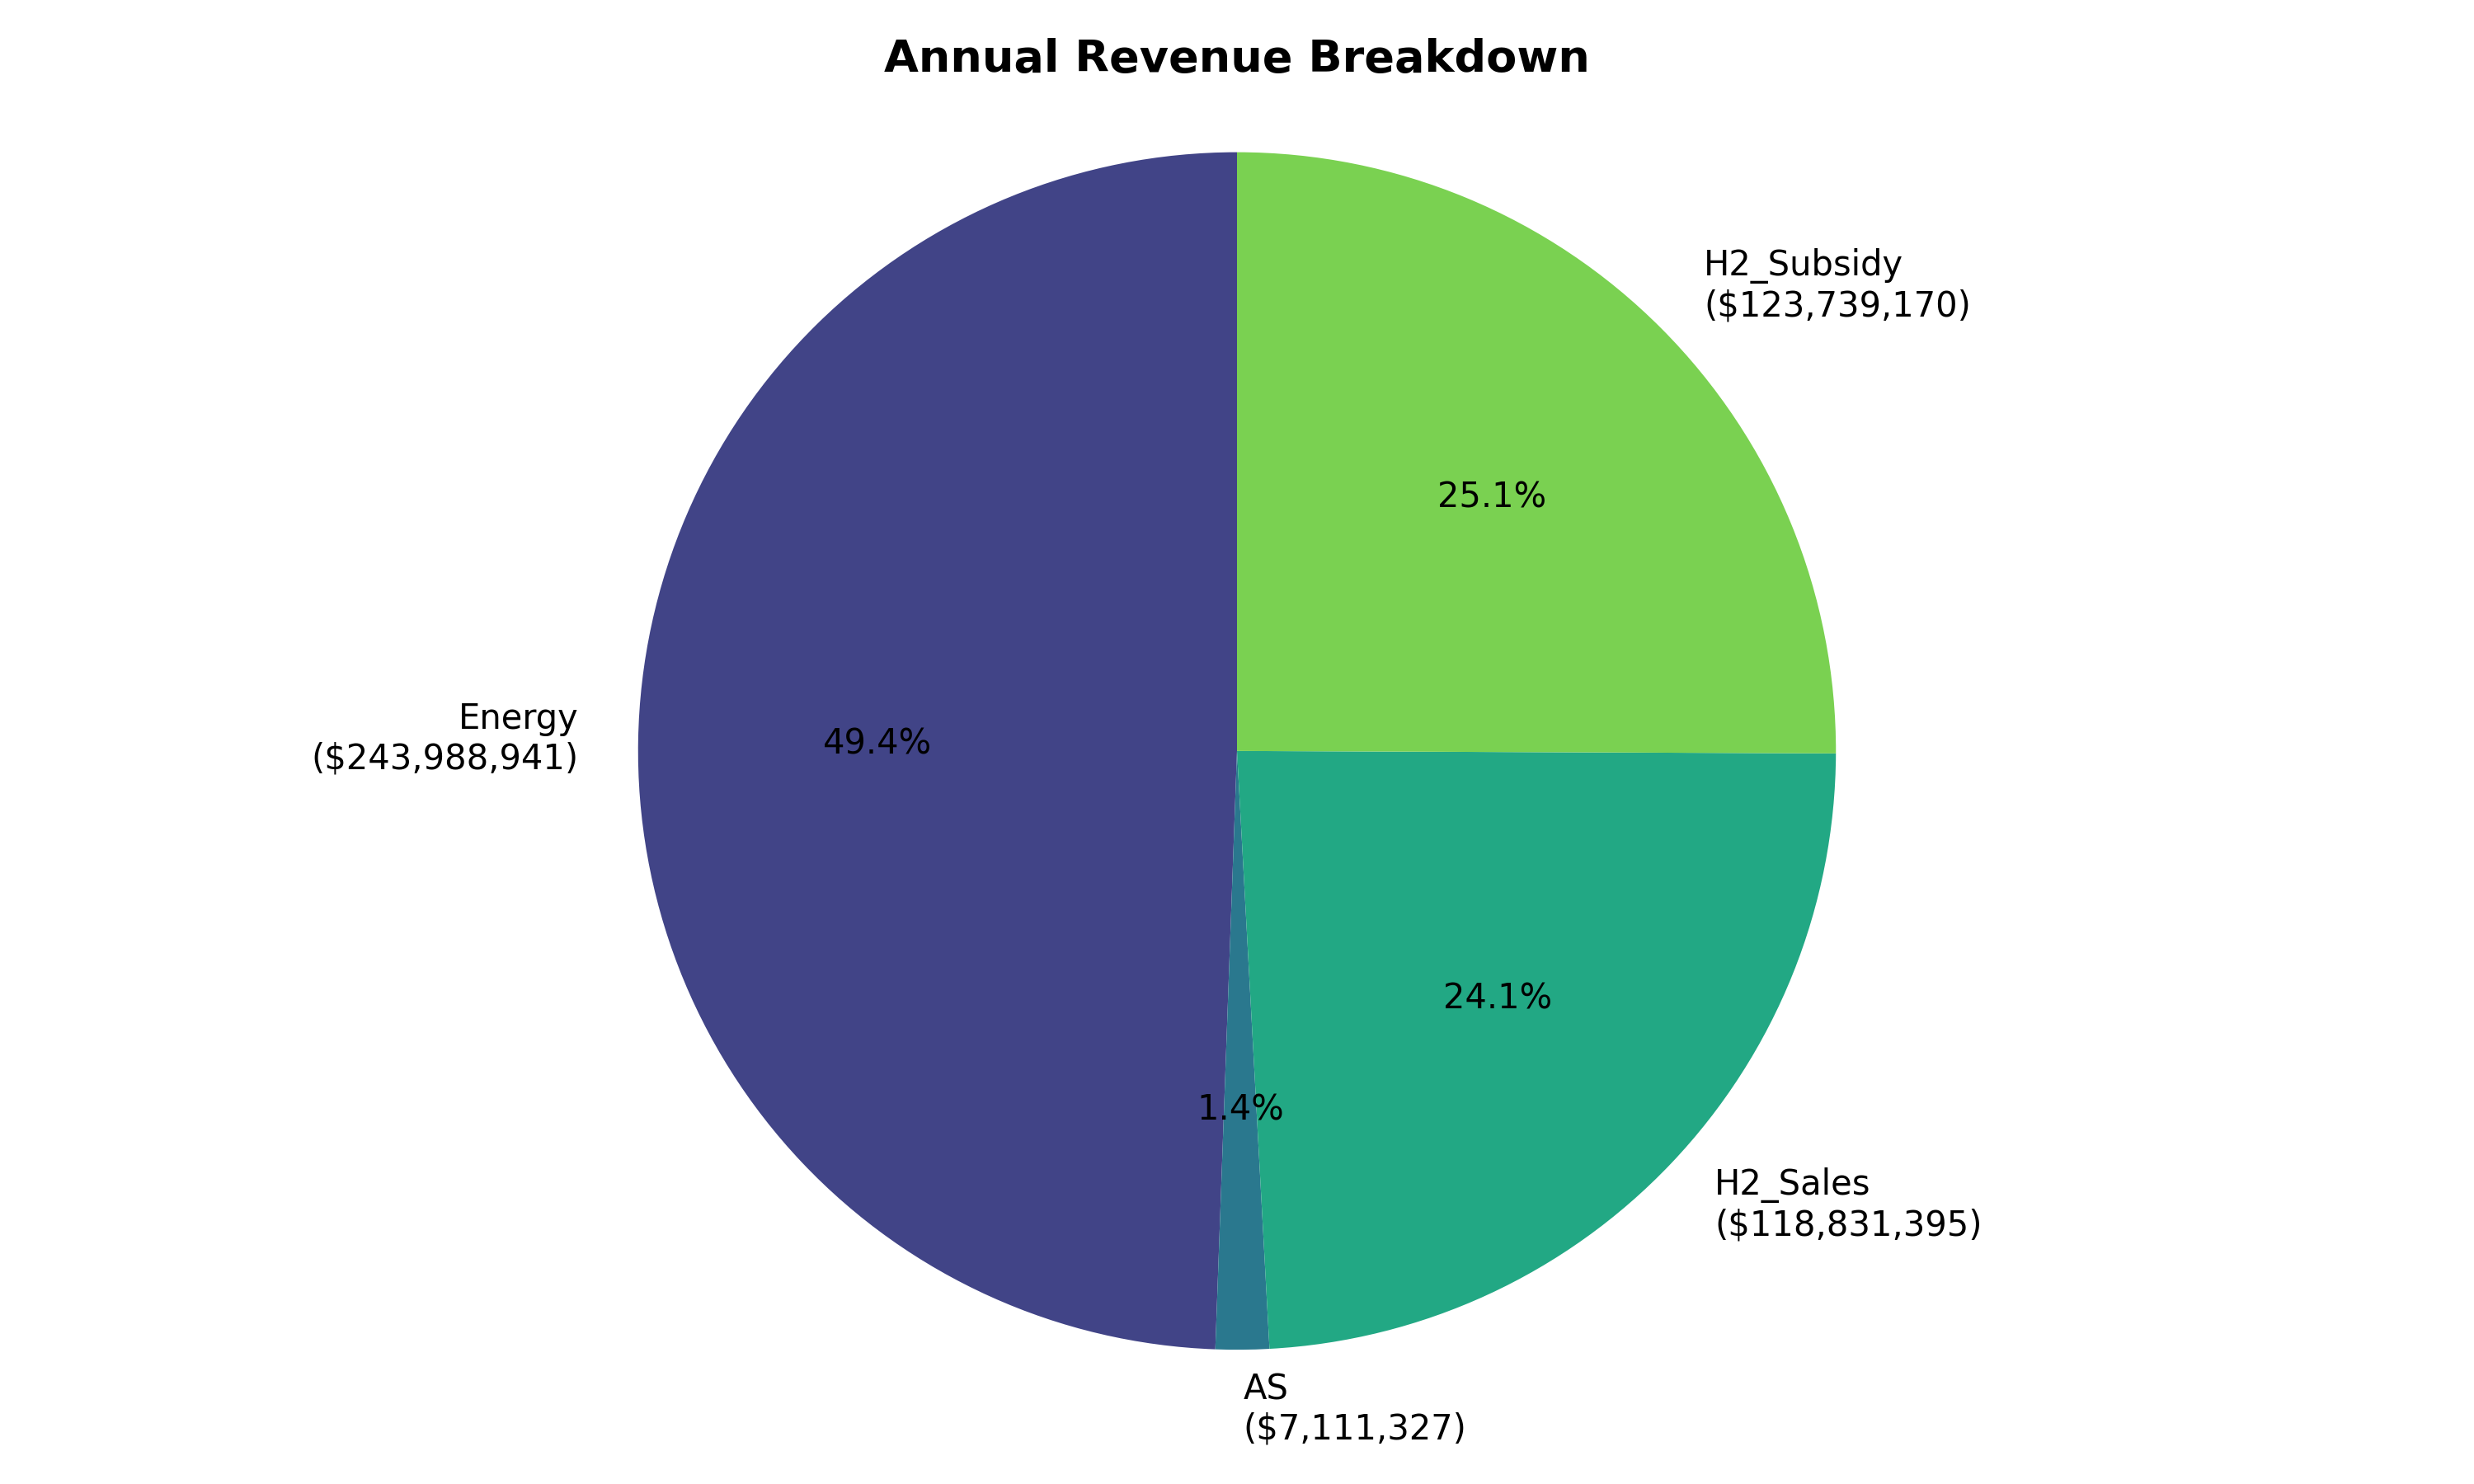 Annual Revenue Breakdown
H2_Subsidy
($123,739,170)
25.1%
Energy
($243,988,941)
49.4%
24.1%
1.4%
H2_Sales
($118,831,395)
AS
($7,111,327)